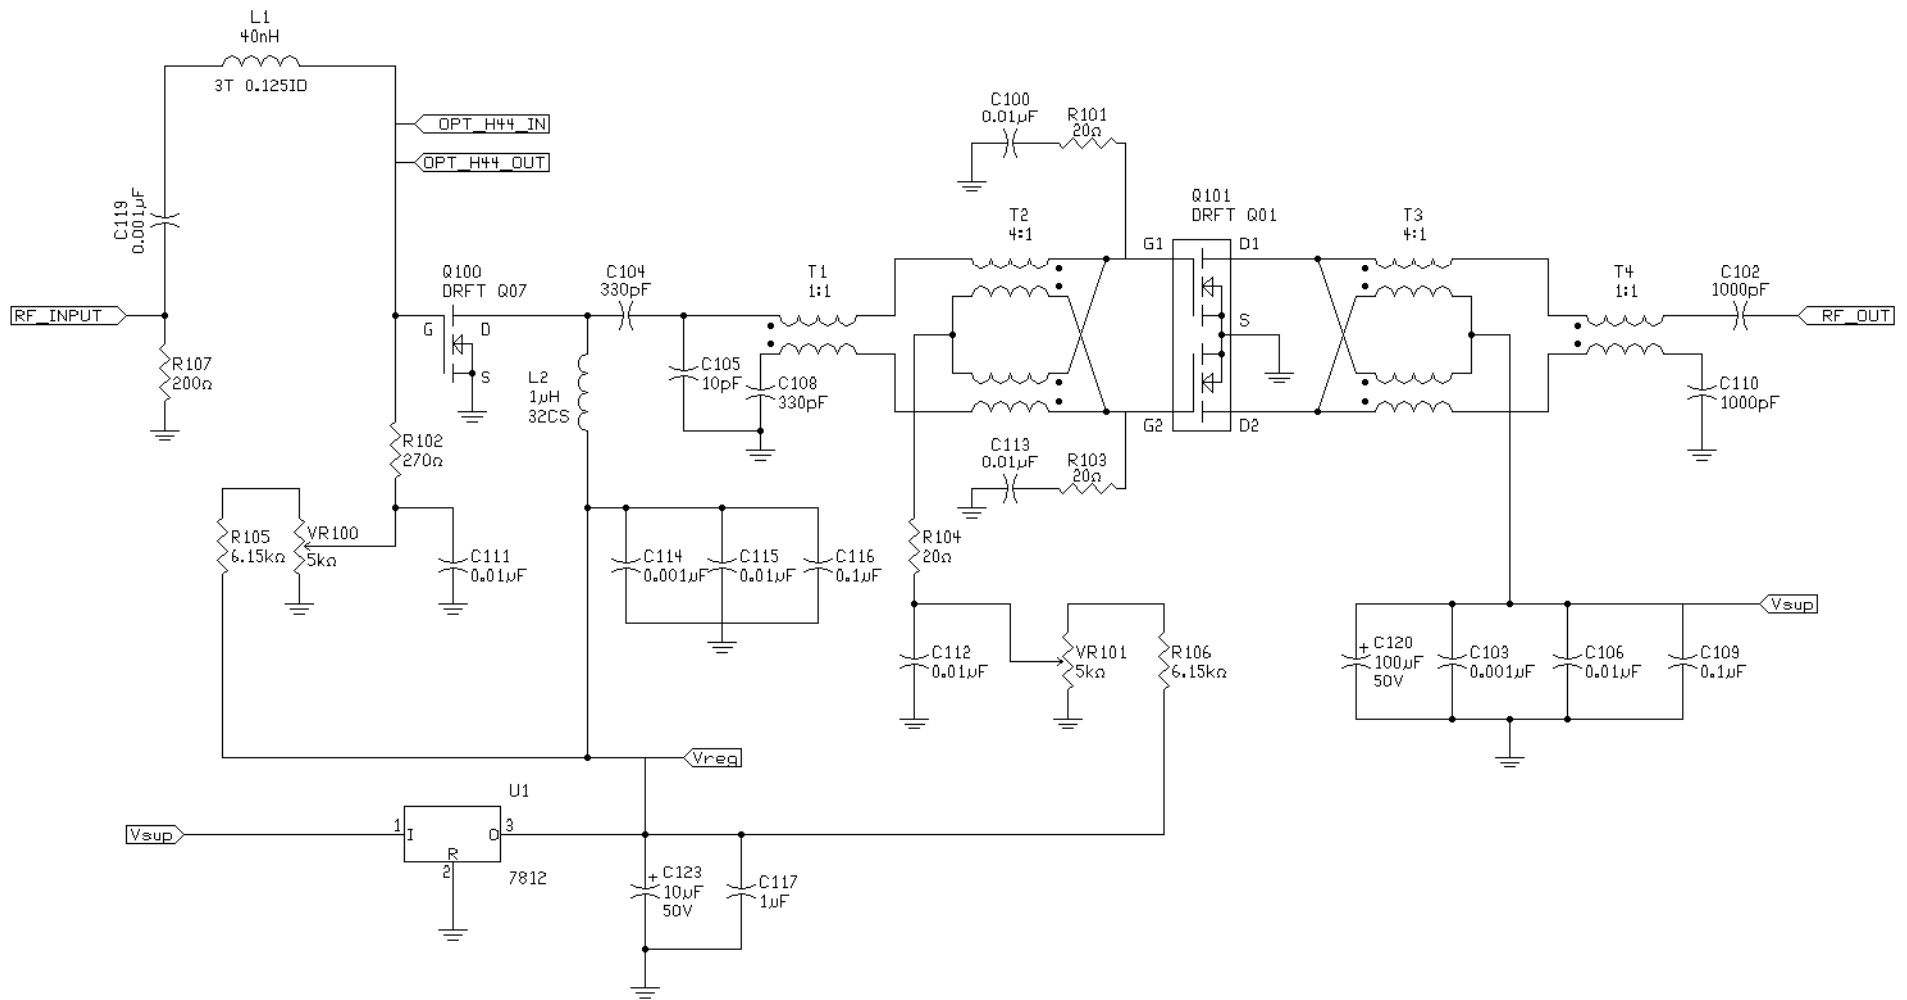 L1
40nH
3T 0.125ID
OPT_H44_IN
OPT_H44_OUT
C119
0.001µF
RF_INPUT
R107
200Ω
Q100
DRFT Q07
G
D
S
R102
270Ω
R105
6.15kΩ
VR100
5kΩ
C111
0.01µF
L2
1µH
32CS
C104
330pF
C105
10pF
C108
330pF
T1
1:1
C114
0.001µF
C115
0.01µF
C116
0.1µF
C100
0.01µF
R101
20Ω
T2
4:1
C113
0.01µF
R103
20Ω
R104
20Ω
C112
0.01µF
VR101
5kΩ
R106
6.15kΩ
Q101
DRFT Q01
G1
D1
S
G2
D2
T3
4:1
T4
1:1
C102
1000pF
RF_OUT
C110
1000pF
Vsup
+
C120
100µF
50V
C103
0.001µF
C106
0.01µF
C109
0.1µF
Vreg
Vsup
U1
1
I
O
3
R
2
7812
+
C123
10µF
50V
C117
1µF